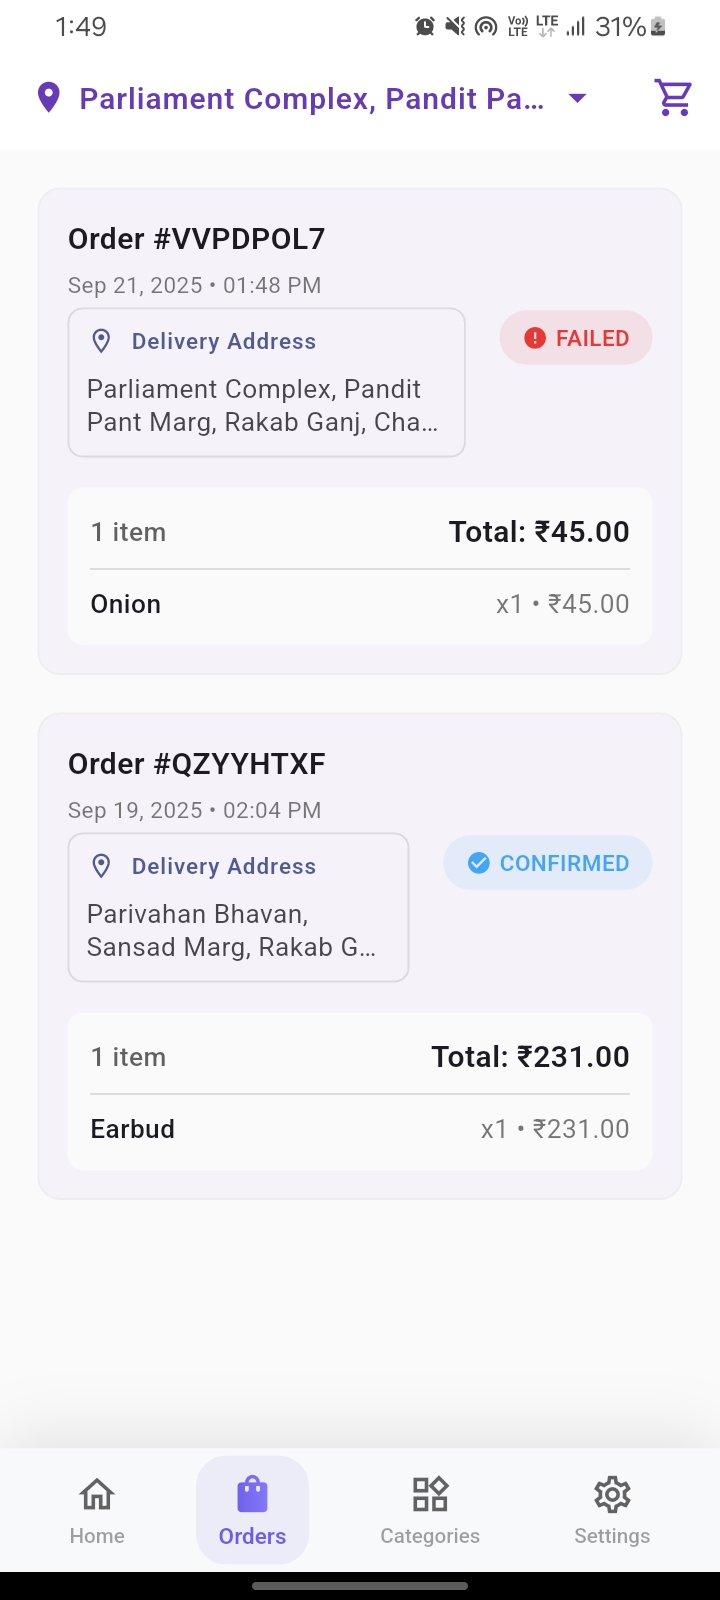 1:49
Vo)) LTE LTE 31%
Parliament Complex, Pandit Pa...
Order #VVPDPOL7
Sep 21, 2025 • 01:48 PM
Delivery Address
FAILED
Parliament Complex, Pandit
Pant Marg, Rakab Ganj, Cha...
1 item Total: ₹45.00
Onion x1 • ₹45.00
Order #QZYYHTXF
Sep 19, 2025 • 02:04 PM
Delivery Address
CONFIRMED
Parivahan Bhavan,
Sansad Marg, Rakab G...
1 item Total: ₹231.00
Earbud x1 • ₹231.00
Home Orders Categories Settings